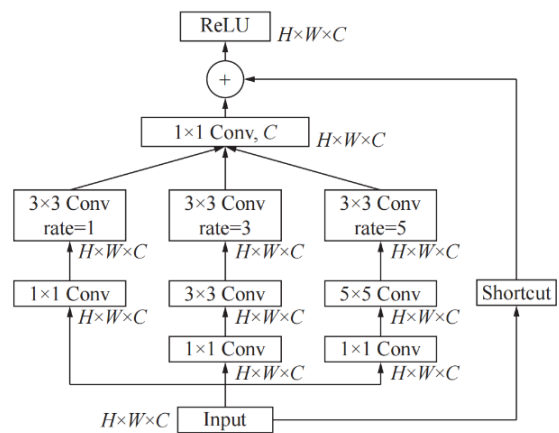 ReLU
H×W×C
+
1×1 Conv, C
H×W×C
3×3 Conv
rate=1
3×3 Conv
rate=3
3×3 Conv
rate=5
H×W×C
H×W×C
H×W×C
1×1 Conv
3×3 Conv
5×5 Conv
Shortcut
H×W×C
H×W×C
H×W×C
1×1 Conv
1×1 Conv
H×W×C
H×W×C
H×W×C
Input